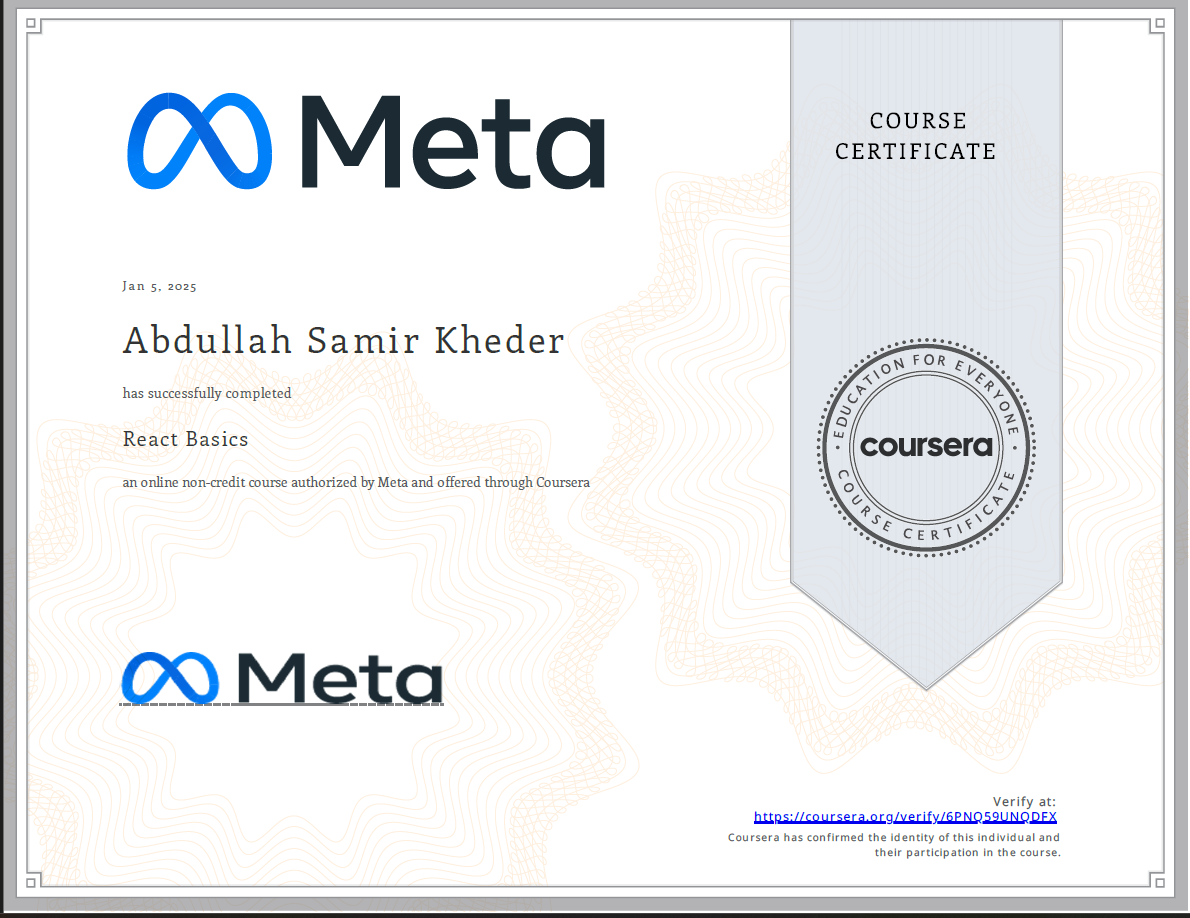 Meta
COURSE
CERTIFICATE
Jan 5, 2025
Abdullah Samir Kheder
has successfully completed
React Basics
an online non-credit course authorized by Meta and offered through Coursera
EDUCATION FOR EVERYONE
coursera
COURSE CERTIFICATE
Meta
Verify at:
https://coursera.org/verify/6PNQ59UNQDFX
Coursera has confirmed the identity of this individual and
their participation in the course.